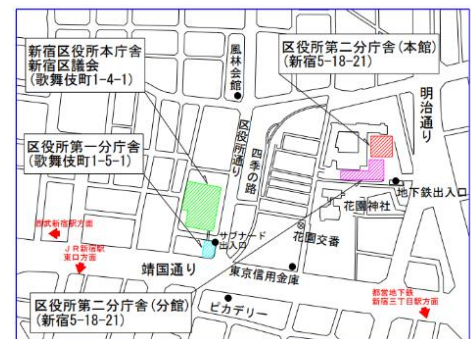 新宿区役所本庁舎
新宿区議会
(歌舞伎町1-4-1)
風林会館
区役所第二分庁舎(本館)
(新宿5-18-21)
明治通り
区役所第一分庁舎
(歌舞伎町1-5-1)
区役所通り
四季の路
地下鉄出入口
花園神社
西武新宿駅方面
サブナード
出入口
花園交番
JR新宿駅
東口方面
靖国通り
東京信用金庫
区役所第二分庁舎(分館)
(新宿5-18-21)
ピカデリー
都営地下鉄
新宿三丁目駅方面